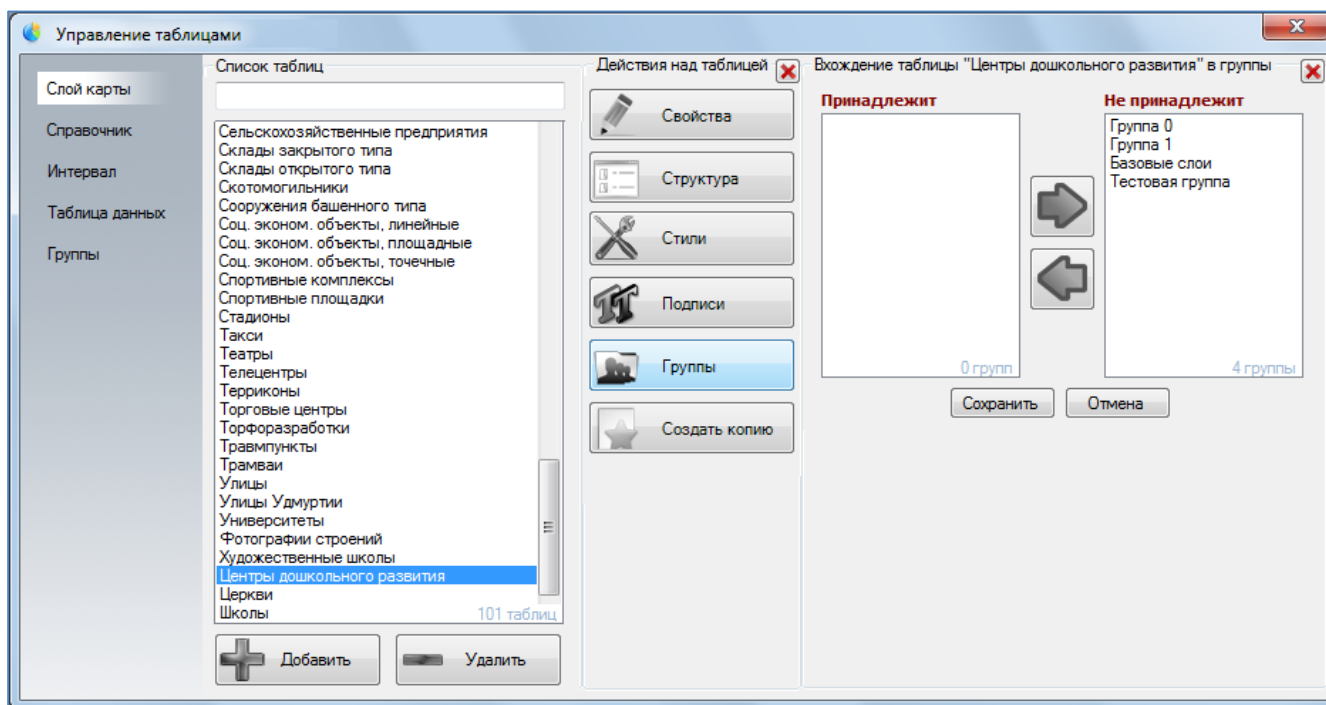 Управление таблицами
Слой карты
Справочник
Интервал
Таблица данных
Группы
Список таблиц
Сельскохозяйственные предприятия
Склады закрытого типа
Склады открытого типа
Скотомогильники
Сооружения башенного типа
Соц. эконом. объекты, линейные
Соц. эконом. объекты, площадные
Соц. эконом. объекты, точечные
Спортивные комплексы
Спортивные площадки
Стадионы
Такси
Театры
Телецентры
Терриконы
Торговые центры
Торфоразработки
Травмпункты
Трамваи
Улицы
Улицы Удмуртии
Университеты
Фотографии строений
Художественные школы
Центры дошкольного развития
Церкви
Школы
101 таблиц
Добавить
Удалить
Действия над таблицей
Свойства
Структура
Стили
Подписи
Группы
Создать копию
Вхождение таблицы "Центры дошкольного развития" в группы
Принадлежит
0 групп
Не принадлежит
Группа 0
Группа 1
Базовые слои
Тестовая группа
4 группы
Сохранить
Отмена